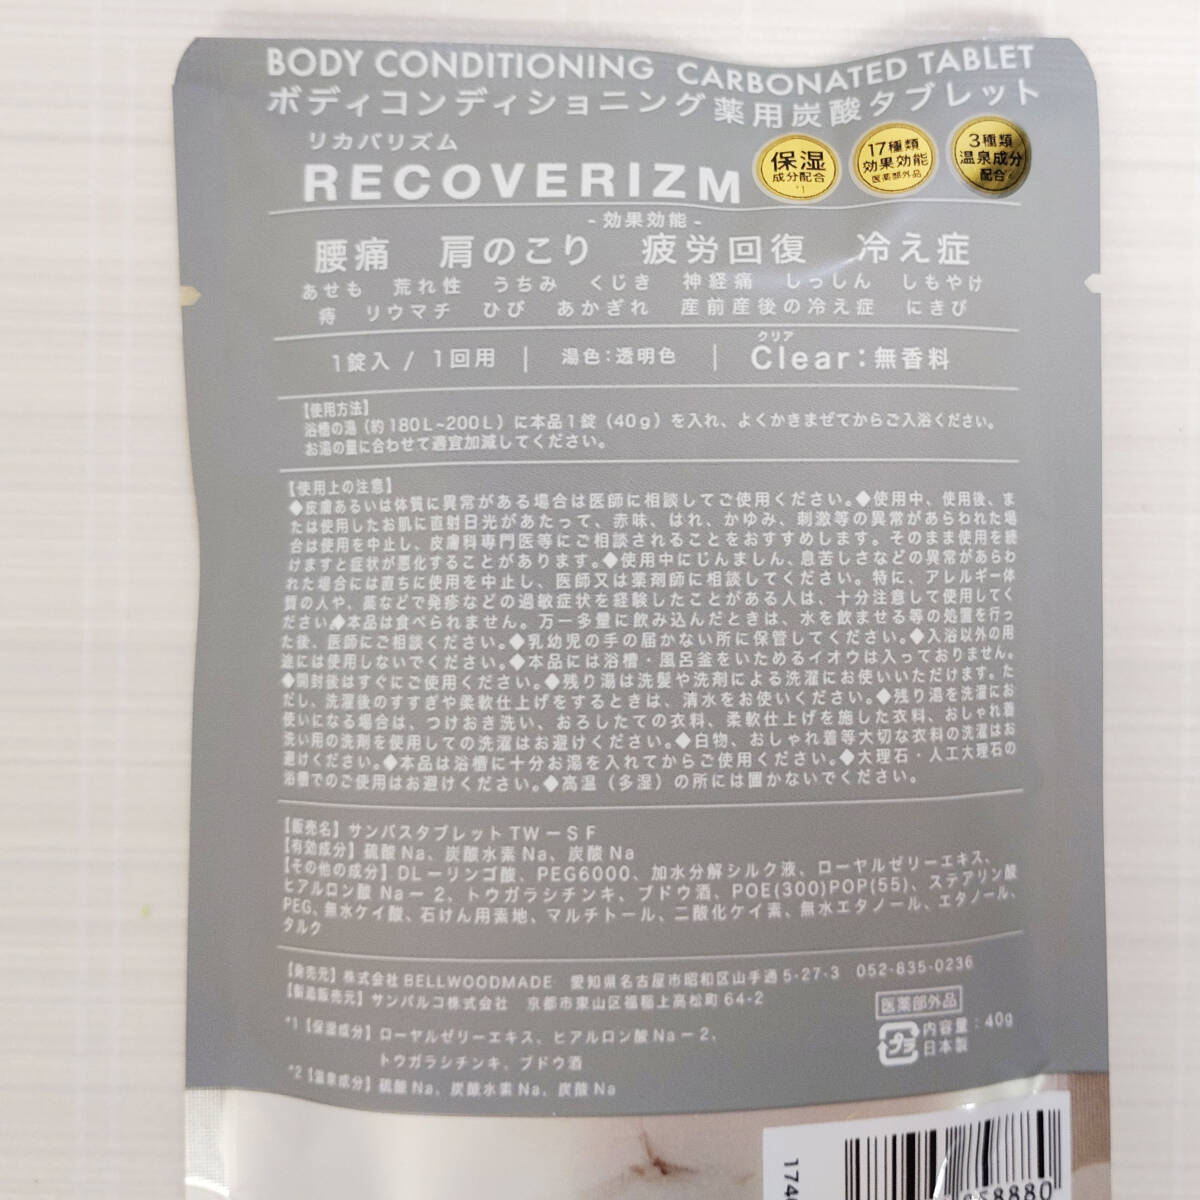 BODY CONDITIONING CARBONATED TABLET
ボディコンディショニング薬用炭酸タブレット
リカバリズム
RECOVERIZM
保湿
成分配合
*1
17種類
効果効能
医薬部外品
3種類
温泉成分
配合
- 効果効能 -
腰痛 肩のこり 疲労回復 冷え症
あせも 荒れ性 うちみ くじき 神経痛 しっしん しもやけ
痔 リウマチ ひび あかぎれ 産前産後の冷え症 にきび
1錠入 / 1回用 | 湯色:透明色 |
クリア
Clear:無香料
【使用方法】
浴槽の湯(約180L~200L)に本品1錠(40g)を入れ、よくかきまぜてからご入浴ください。
お湯の量に合わせて適宜加減してください。
【使用上の注意】
◆皮膚あるいは体質に異常がある場合は医師に相談してご使用ください。◆使用中、使用後、ま
たは使用したお肌に直射日光があたって、赤味、はれ、かゆみ、刺激等の異常があらわれた場
合は使用を中止し、皮膚科専門医等にご相談されることをおすすめします。そのまま使用を続
けますと症状が悪化することがあります。◆使用中にじんましん、息苦しさなどの異常があらわ
れた場合には直ちに使用を中止し、医師又は薬剤師に相談してください。特に、アレルギー体
質の人や、薬などで発疹などの過敏症状を経験したことがある人は、十分注意して使用してく
ださい◆本品は食べられません。万一多量に飲み込んだときは、水を飲ませる等の処置を行っ
た後、医師にご相談ください。◆乳幼児の手の届かない所に保管してください。◆入浴以外の用
途には使用しないでください。◆本品には浴槽・風呂釜をいためるイオウは入っておりません。
◆開封後はすぐにご使用ください。◆残り湯は洗髪や洗剤による洗濯にお使いいただけます。た
だし、洗濯後のすすぎや柔軟仕上げをするときは、清水をお使いください。◆残り湯を洗濯にお
使いになる場合は、つけおき洗い、おろしたての衣料、柔軟仕上げを施した衣料、おしゃれ着
洗い用の洗剤を使用しての洗濯はお避けください。◆白物、おしゃれ着等大切な衣料の洗濯はお
避けください。◆本品は浴槽に十分お湯を入れてからご使用ください。◆大理石・人工大理石の
浴槽でのご使用はお避けください。◆高温(多湿)の所には置かないでください。
【販売名】サンバスタブレットTW－SF
【有効成分】硫酸Na、炭酸水素Na、炭酸Na
【その他の成分】DL－リンゴ酸、PEG6000、加水分解シルク液、ローヤルゼリーエキス、
ヒアルロン酸Na－2、トウガラシチンキ、ブドウ酒、POE(300)POP(55)、ステアリン酸
PEG、無水ケイ酸、石けん用素地、マルチトール、二酸化ケイ素、無水エタノール、エタノール、
タルク
【発売元】株式会社BELLWOODMADE 愛知県名古屋市昭和区山手通5-27-3 052-835-0236
【製造販売元】サンパルコ株式会社 京都市東山区福稲上高松町64-2
*1【保湿成分】ローヤルゼリーエキス、ヒアルロン酸Na－2、
トウガラシチンキ、ブドウ酒
*2【温泉成分】硫酸Na、炭酸水素Na、炭酸Na
医薬部外品
プラ
内容量:40g
日本製